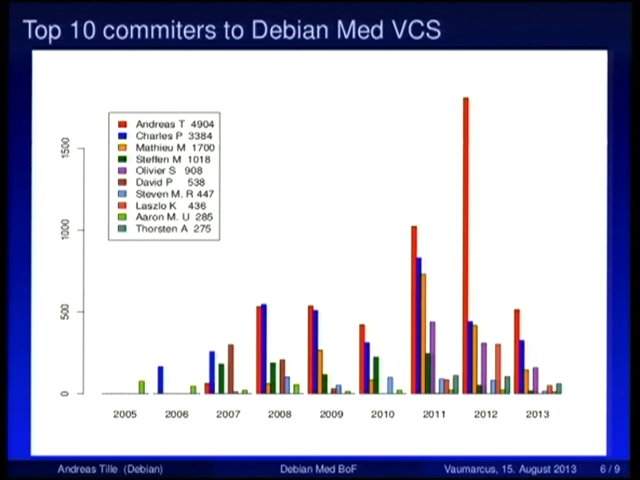 Top 10 commiters to Debian Med VCS
Andreas T 4904
Charles P 3384
Mathieu M 1700
Steffen M 1018
Olivier S 908
David P 538
Steven M. R 447
Laszlo K 436
Aaron M. U 285
Thorsten A 275
1500
1000
500
0
2005 2006 2007 2008 2009 2010 2011 2012 2013
Andreas Tille (Debian) Debian Med BoF Vaumarcus, 15. August 2013 6 / 9